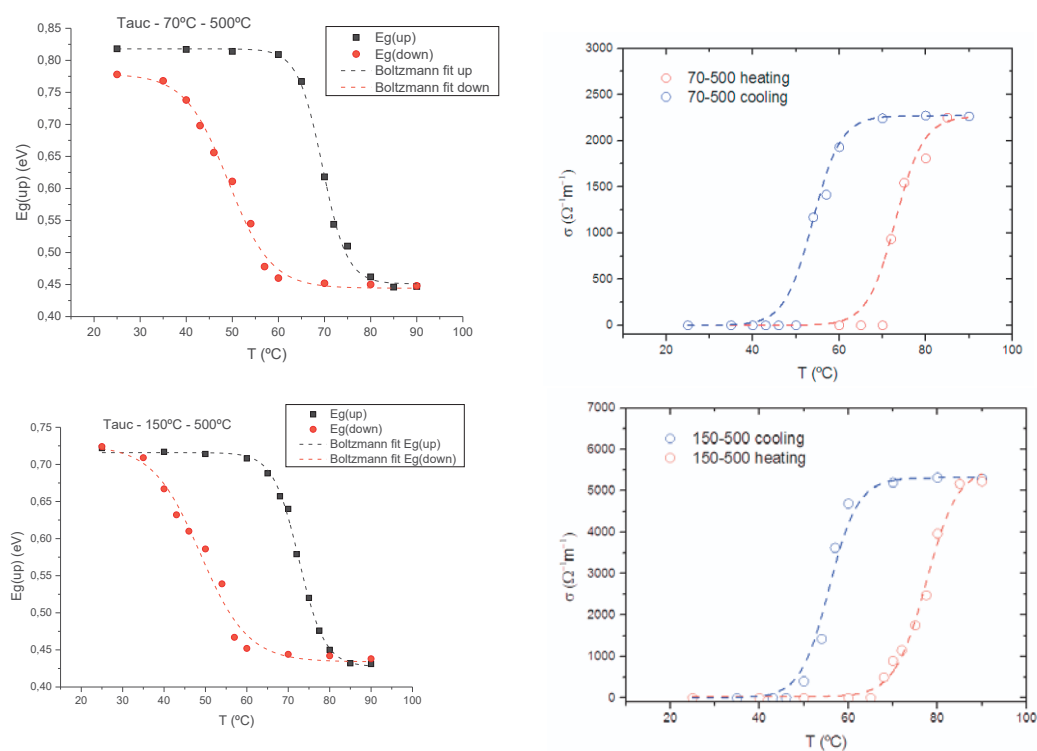 Tauc - 70ºC - 500ºC
Eg(up)
Eg(down)
Boltzmann fit up
Boltzmann fit down
0,85
0,80
0,75
0,70
0,65
0,60
0,55
0,50
0,45
0,40
Eg(up) (eV)
20 30 40 50 60 70 80 90 100
T (ºC)
3000
2500
2000
1500
1000
500
0
σ (Ω⁻¹m⁻¹)
70-500 heating
70-500 cooling
20 40 60 80 100
T (ºC)
Tauc - 150ºC - 500ºC
Eg(up)
Eg(down)
Boltzmann fit Eg(up)
Boltzmann fit Eg(down)
0,75
0,70
0,65
0,60
0,55
0,50
0,45
0,40
Eg(up) (eV)
20 30 40 50 60 70 80 90 100
T (ºC)
7000
6000
5000
4000
3000
2000
1000
0
σ (Ω⁻¹m⁻¹)
150-500 cooling
150-500 heating
20 40 60 80 100
T (ºC)